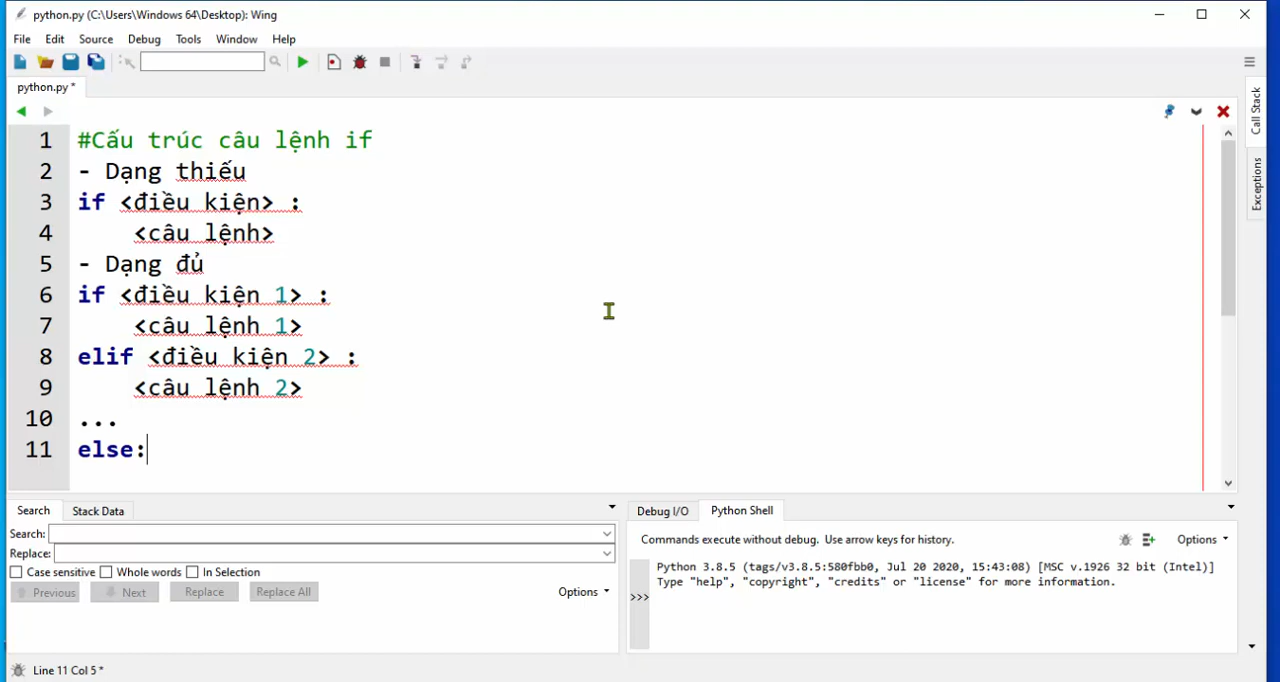 python.py (C:\Users\Windows 64\Desktop): Wing
File Edit Source Debug Tools Window Help
python.py *
1 #Cấu trúc câu lệnh if
2 - Dạng thiếu
3 if <điều kiện> :
4 <câu lệnh>
5 - Dạng đủ
6 if <điều kiện 1> :
7 <câu lệnh 1>
8 elif <điều kiện 2> :
9 <câu lệnh 2>
10 ...
11 else:
Call Stack
Exceptions
Search Stack Data
Search:
Replace:
Case sensitive Whole words In Selection
Previous Next Replace Replace All Options
Debug I/O Python Shell
Commands execute without debug. Use arrow keys for history. Options
Python 3.8.5 (tags/v3.8.5:580fbb0, Jul 20 2020, 15:43:08) [MSC v.1926 32 bit (Intel)]
Type "help", "copyright", "credits" or "license" for more information.
>>>
Line 11 Col 5*